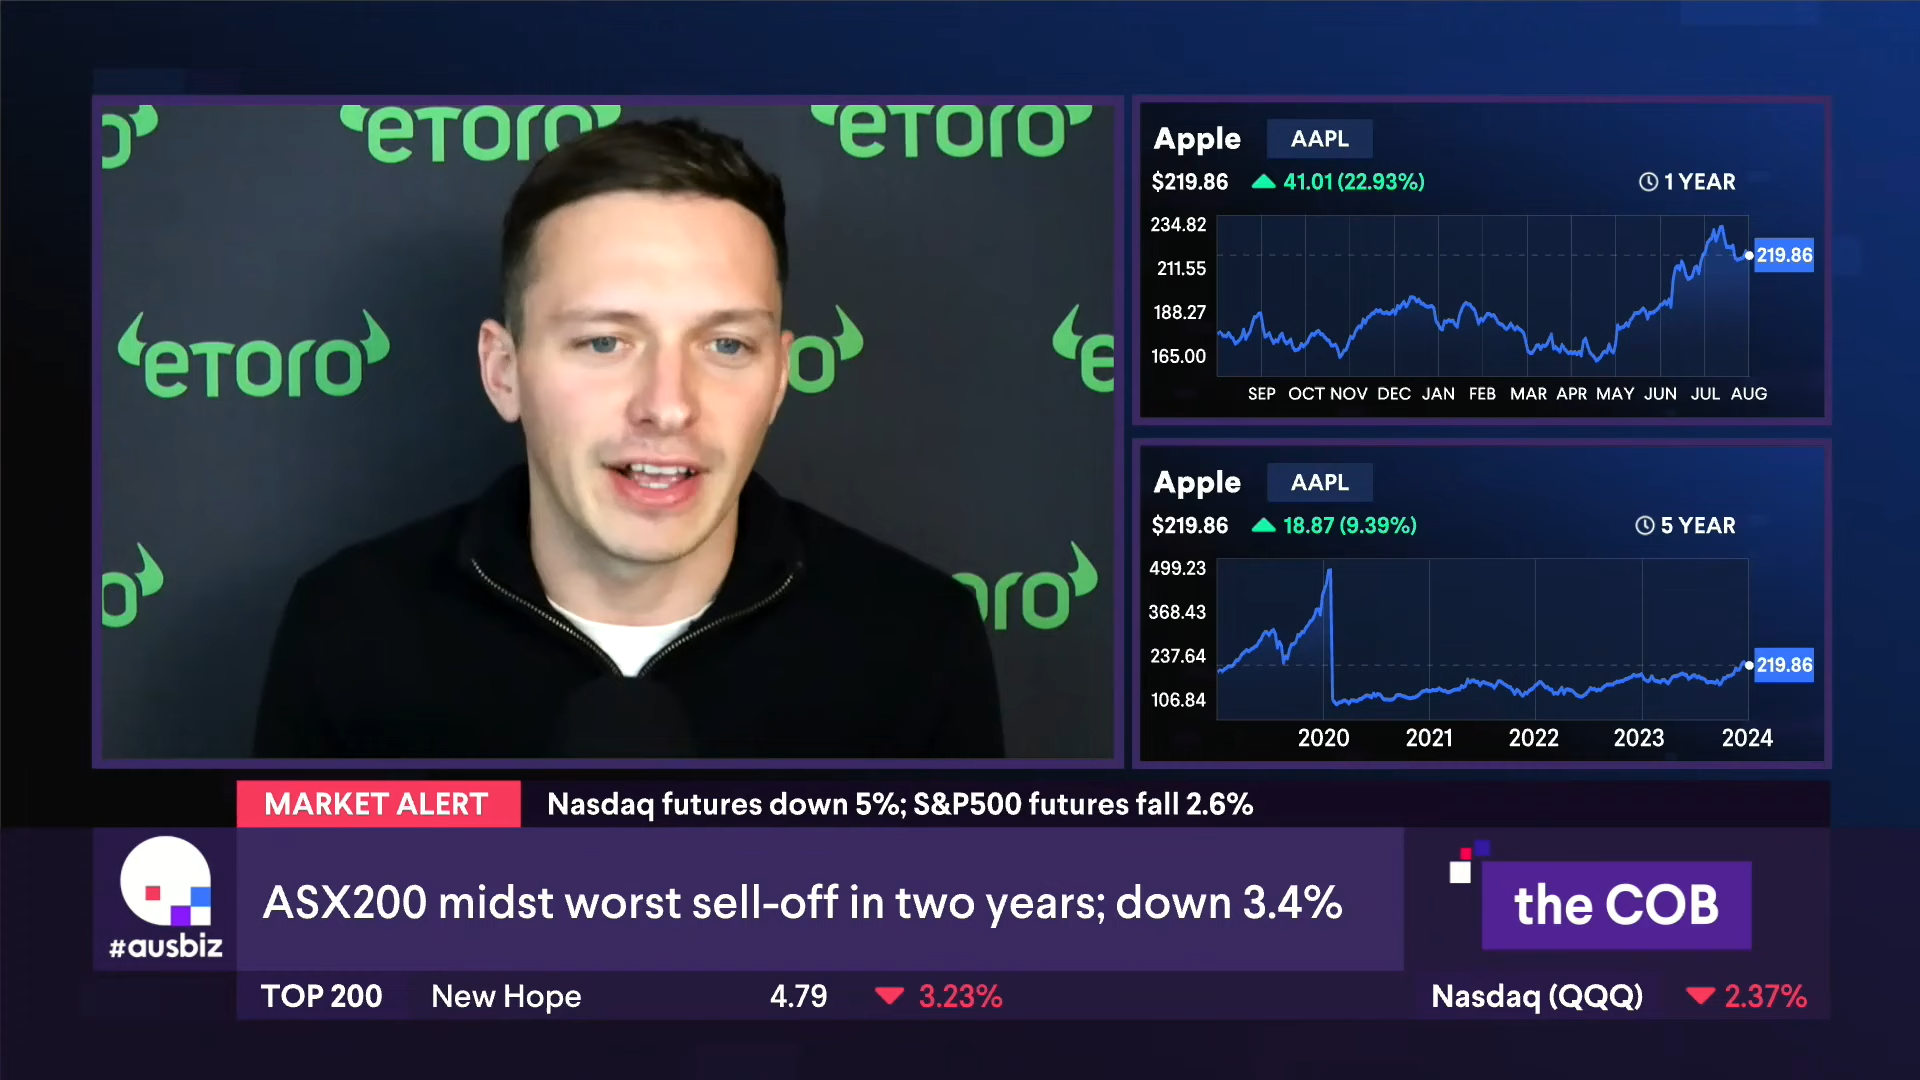 eTORO
eTORO
eTORO
Apple AAPL
$219.86 41.01 (22.93%) 1 YEAR
234.82
211.55
188.27
165.00
219.86
SEP OCT NOV DEC JAN FEB MAR APR MAY JUN JUL AUG
Apple AAPL
$219.86 18.87 (9.39%) 5 YEAR
499.23
368.43
237.64
106.84
219.86
2020 2021 2022 2023 2024
MARKET ALERT Nasdaq futures down 5%; S&P500 futures fall 2.6%
ASX200 midst worst sell-off in two years; down 3.4%
#ausbiz
the COB
TOP 200 New Hope 4.79 3.23% Nasdaq (QQQ) 2.37%